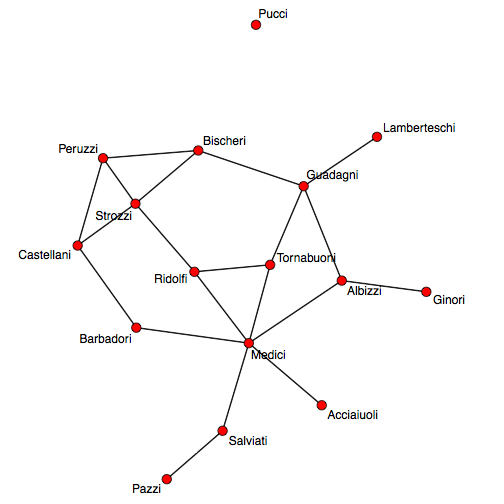 Pucci
Lamberteschi
Bischeri
Peruzzi
Guadagni
Strozzi
Castellani
Tornabuoni
Ridolfi
Albizzi
Ginori
Barbadori
Medici
Acciaiuoli
Salviati
Pazzi